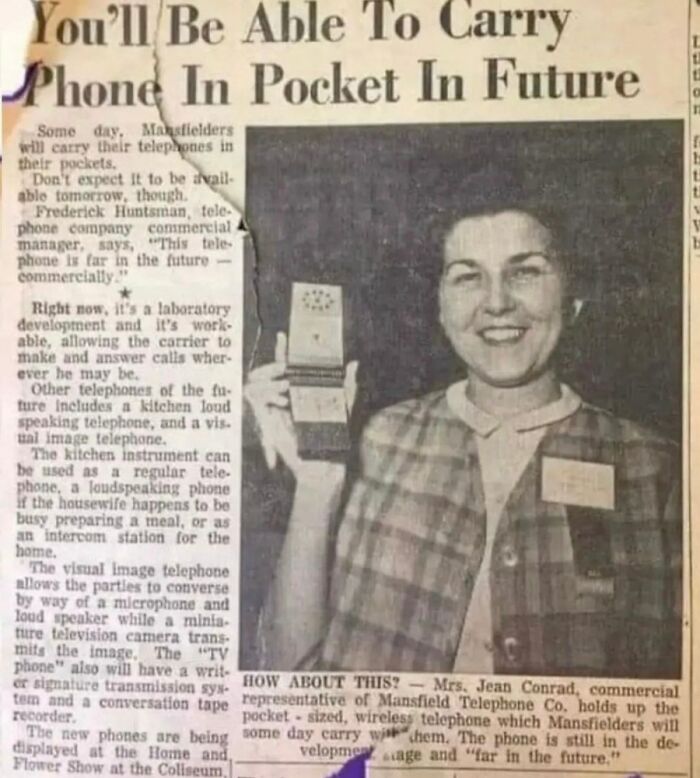 You'll Be Able To Carry
Phone In Pocket In Future
Some day, Mansfielders
will carry their telephones in
their pockets.
Don't expect it to be avail-
able tomorrow, though.
Frederick Huntsman, tele-
phone company commercial
manager, says, "This tele-
phone is far in the future —
commercially."
★
Right now, it's a laboratory
development and it's work-
able, allowing the carrier to
make and answer calls wher-
ever he may be.
Other telephones of the fu-
ture includes a kitchen loud
speaking telephone, and a vis-
ual image telephone.
The kitchen instrument can
be used as a regular tele-
phone, a loudspeaking phone
if the housewife happens to be
busy preparing a meal, or as
an intercom station for the
home.
The visual image telephone
allows the parties to converse
by way of a microphone and
loud speaker while a minia-
ture television camera trans-
mits the image. The "TV
phone" also will have a writ-
er signature transmission sys-
tem and a conversation tape
recorder.
The new phones are being
displayed at the Home and
Flower Show at the Coliseum.
HOW ABOUT THIS? — Mrs. Jean Conrad, commercial
representative of Mansfield Telephone Co. holds up the
pocket - sized, wireless telephone which Mansfielders will
some day carry with them. The phone is still in the de-
velopment stage and "far in the future."